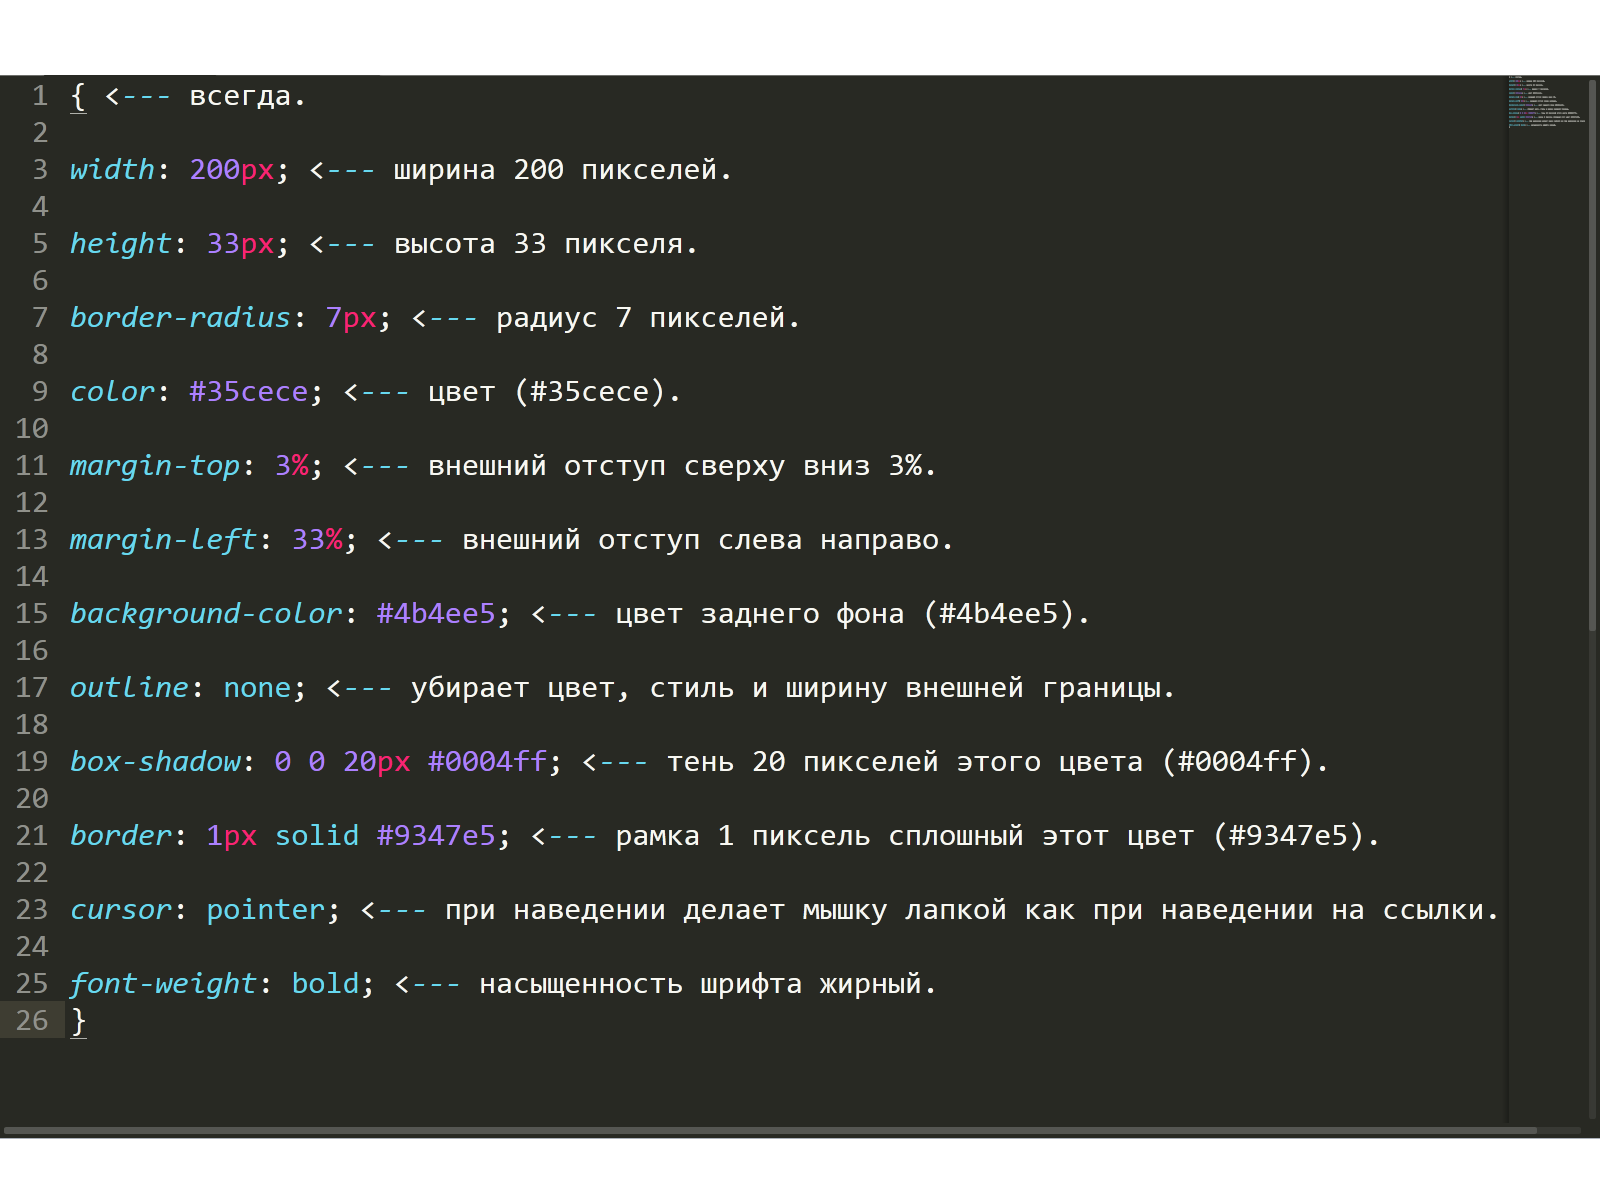 1 { <--- всегда.
2
3 width: 200px; <--- ширина 200 пикселей.
4
5 height: 33px; <--- высота 33 пикселя.
6
7 border-radius: 7px; <--- радиус 7 пикселей.
8
9 color: #35cece; <--- цвет (#35cece).
10
11 margin-top: 3%; <--- внешний отступ сверху вниз 3%.
12
13 margin-left: 33%; <--- внешний отступ слева направо.
14
15 background-color: #4b4ee5; <--- цвет заднего фона (#4b4ee5).
16
17 outline: none; <--- убирает цвет, стиль и ширину внешней границы.
18
19 box-shadow: 0 0 20px #0004ff; <--- тень 20 пикселей этого цвета (#0004ff).
20
21 border: 1px solid #9347e5; <--- рамка 1 пиксель сплошный этот цвет (#9347e5).
22
23 cursor: pointer; <--- при наведении делает мышку лапкой как при наведении на ссылки.
24
25 font-weight: bold; <--- насыщенность шрифта жирный.
26 }